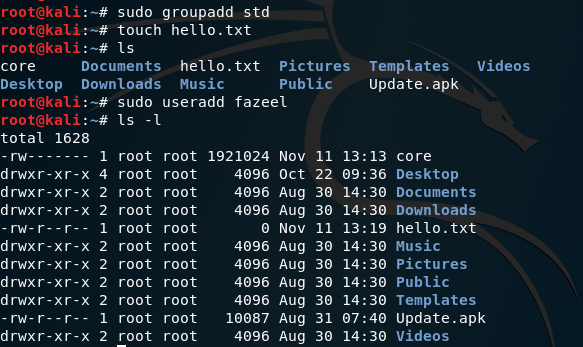 root@kali:~# sudo groupadd std
root@kali:~# touch hello.txt
root@kali:~# ls
core     Documents  hello.txt  Pictures  Templates   Videos
Desktop  Downloads  Music      Public    Update.apk
root@kali:~# sudo useradd fazeel
root@kali:~# ls -l
total 1628
-rw------- 1 root root 1921024 Nov 11 13:13 core
drwxr-xr-x 4 root root    4096 Oct 22 09:36 Desktop
drwxr-xr-x 2 root root    4096 Aug 30 14:30 Documents
drwxr-xr-x 2 root root    4096 Aug 30 14:30 Downloads
-rw-r--r-- 1 root root       0 Nov 11 13:19 hello.txt
drwxr-xr-x 2 root root    4096 Aug 30 14:30 Music
drwxr-xr-x 2 root root    4096 Aug 30 14:30 Pictures
drwxr-xr-x 2 root root    4096 Aug 30 14:30 Public
drwxr-xr-x 2 root root    4096 Aug 30 14:30 Templates
-rw-r--r-- 1 root root   10087 Aug 31 07:40 Update.apk
drwxr-xr-x 2 root root    4096 Aug 30 14:30 Videos